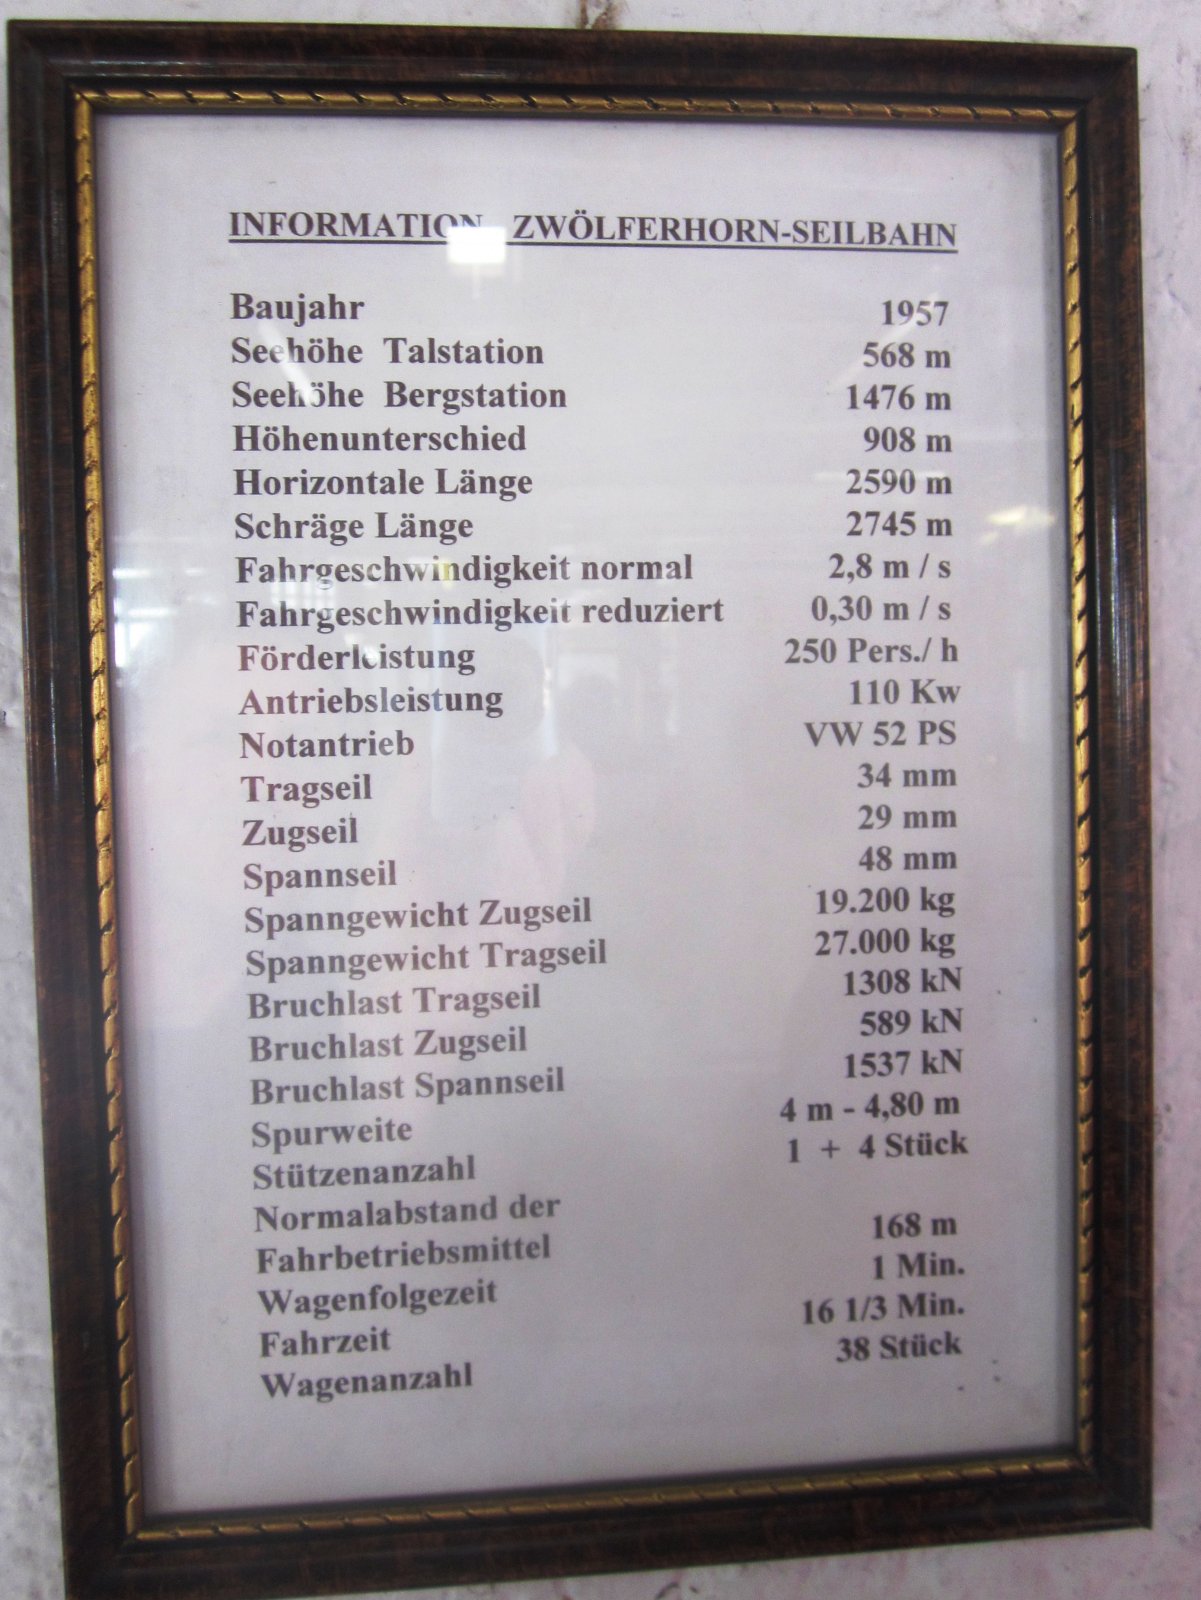 INFORMATION ZWÖLFERHORN-SEILBAHN
Baujahr 1957
Seehöhe Talstation 568 m
Seehöhe Bergstation 1476 m
Höhenunterschied 908 m
Horizontale Länge 2590 m
Schräge Länge 2745 m
Fahrgeschwindigkeit normal 2,8 m / s
Fahrgeschwindigkeit reduziert 0,30 m / s
Förderleistung 250 Pers./ h
Antriebsleistung 110 Kw
Notantrieb VW 52 PS
Tragseil 34 mm
Zugseil 29 mm
Spannseil 48 mm
Spanngewicht Zugseil 19.200 kg
Spanngewicht Tragseil 27.000 kg
Bruchlast Tragseil 1308 kN
Bruchlast Zugseil 589 kN
Bruchlast Spannseil 1537 kN
Spurweite 4 m - 4,80 m
Stützenanzahl 1 + 4 Stück
Normalabstand der
Fahrbetriebsmittel 168 m
Wagenfolgezeit 1 Min.
Fahrzeit 16 1/3 Min.
Wagenanzahl 38 Stück